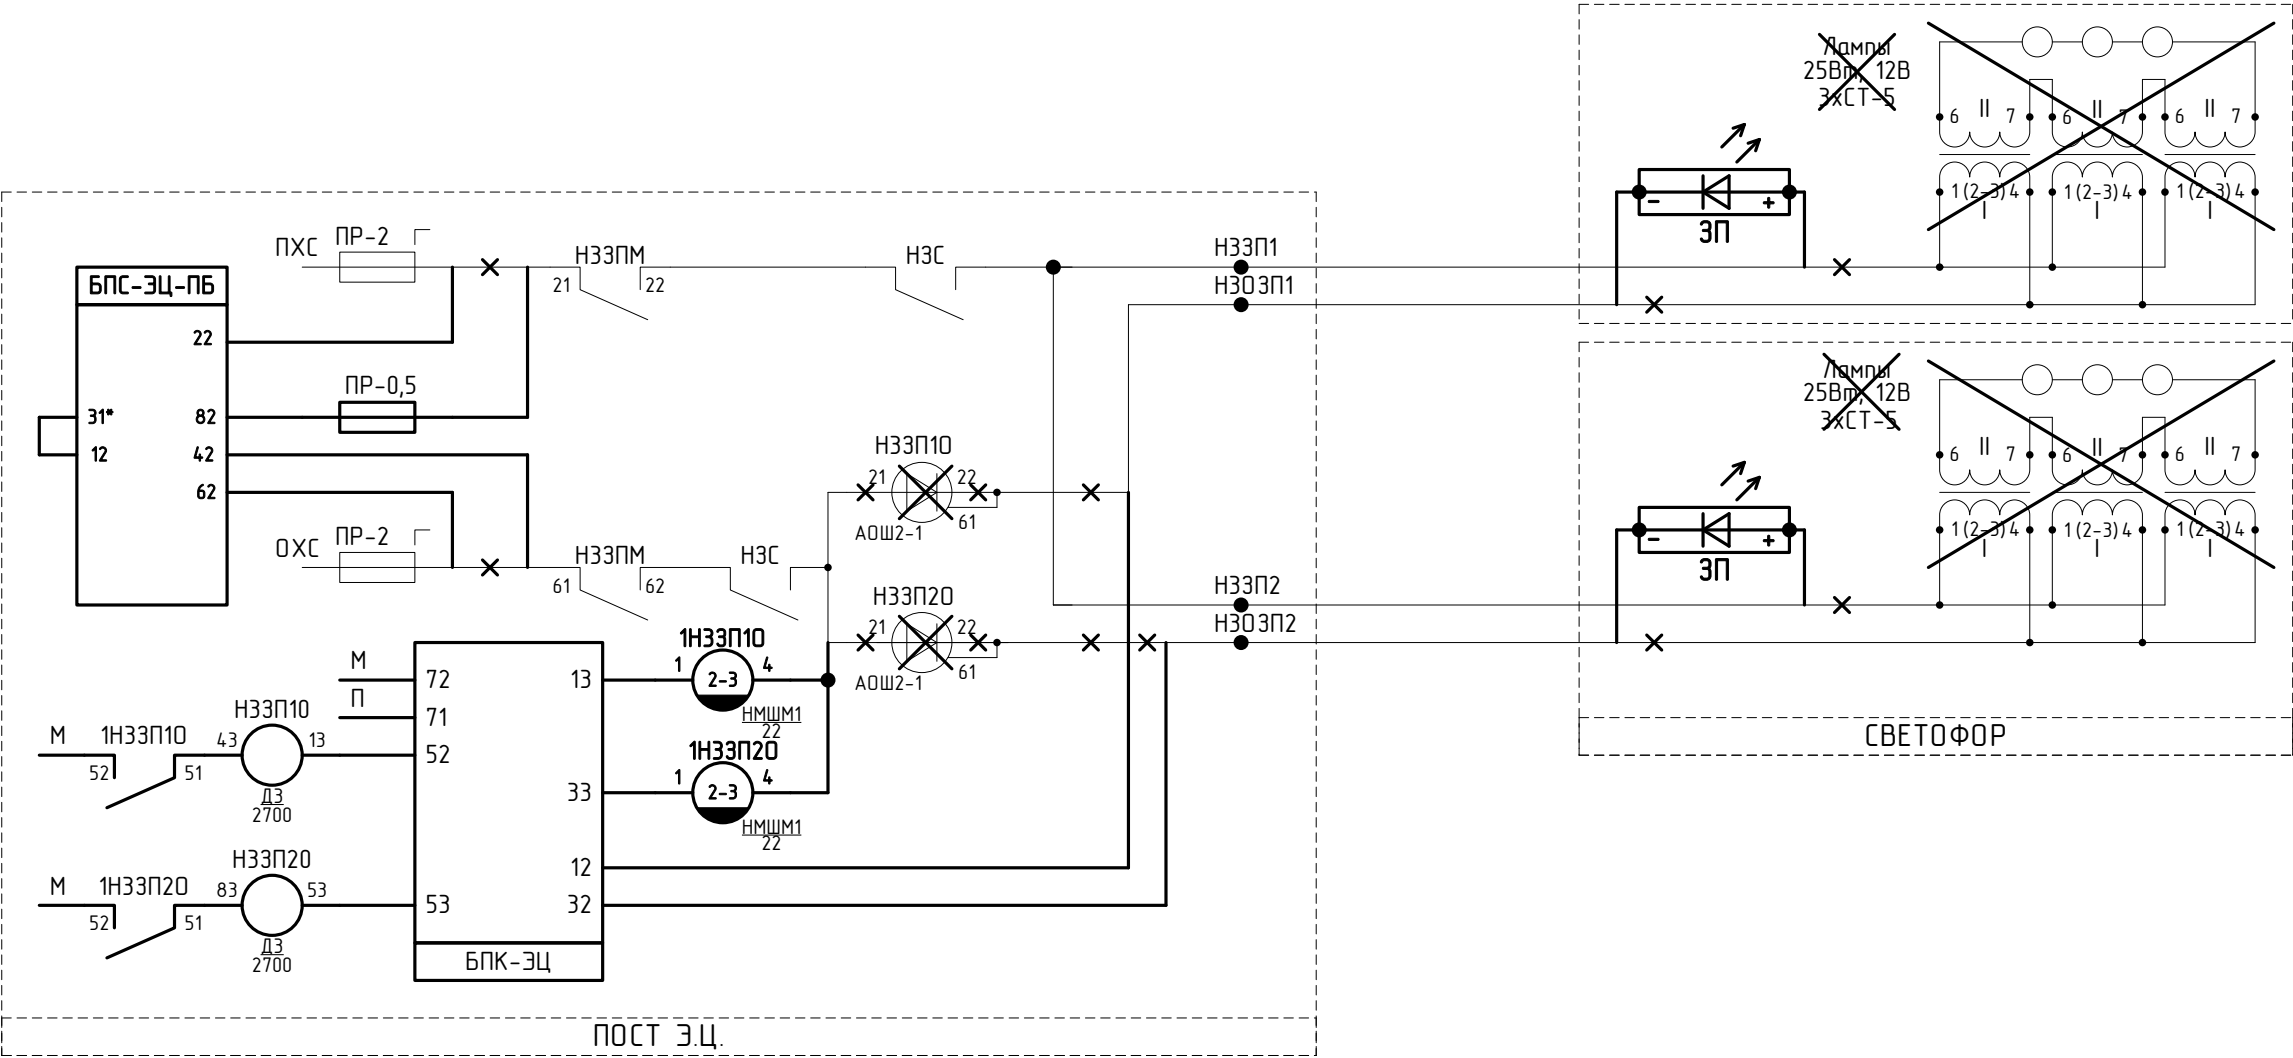 Лампы
25Вт, 12В
3хСТ-5
6 II 7 6 II 7 6 II 7
1(2-3)4 1(2-3)4 1(2-3)4
I I I
- +
ЗП
БПС-ЭЦ-ПБ
22
31*
82
12
42
62
ПХС
ПР-2
НЗЗПМ
21 22
НЗС
НЗЗП1
НЗОЗП1
ПР-0,5
ОХС
ПР-2
НЗЗПМ
61 62
НЗС
НЗЗП1О
21 22
61
АОШ2-1
НЗЗП2О
21 22
61
АОШ2-1
НЗЗП2
НЗОЗП2
Лампы
25Вт, 12В
3хСТ-5
6 II 7 6 II 7 6 II 7
1(2-3)4 1(2-3)4 1(2-3)4
I I I
- +
ЗП
СВЕТОФОР
М
П
72
71
52
53
13
33
12
32
БПК-ЭЦ
1НЗЗП1О
1 2-3 4
НМШМ1
22
1НЗЗП2О
1 2-3 4
НМШМ1
22
М 1НЗЗП1О
52 51
НЗЗП1О
43 13
ДЗ
2700
М 1НЗЗП2О
52 51
НЗЗП2О
83 53
ДЗ
2700
ПОСТ Э.Ц.